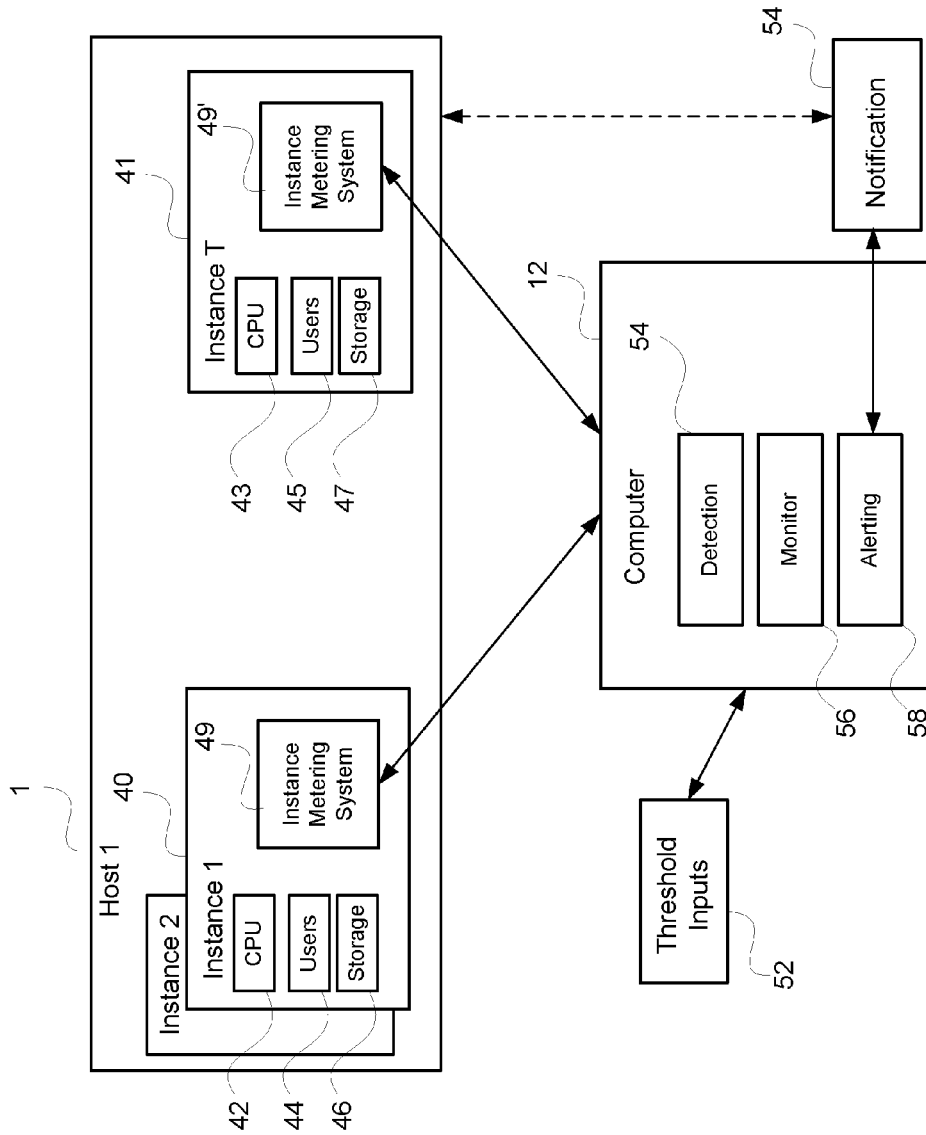 1
Host 1
Instance 2
40
Instance 1
CPU
Users
Storage
49
Instance
Metering
System
42
44
46
41
Instance T
CPU
Users
Storage
49'
Instance
Metering
System
43
45
47
12
Computer
54
Detection
Monitor
Alerting
56
58
Threshold
Inputs
52
54
Notification